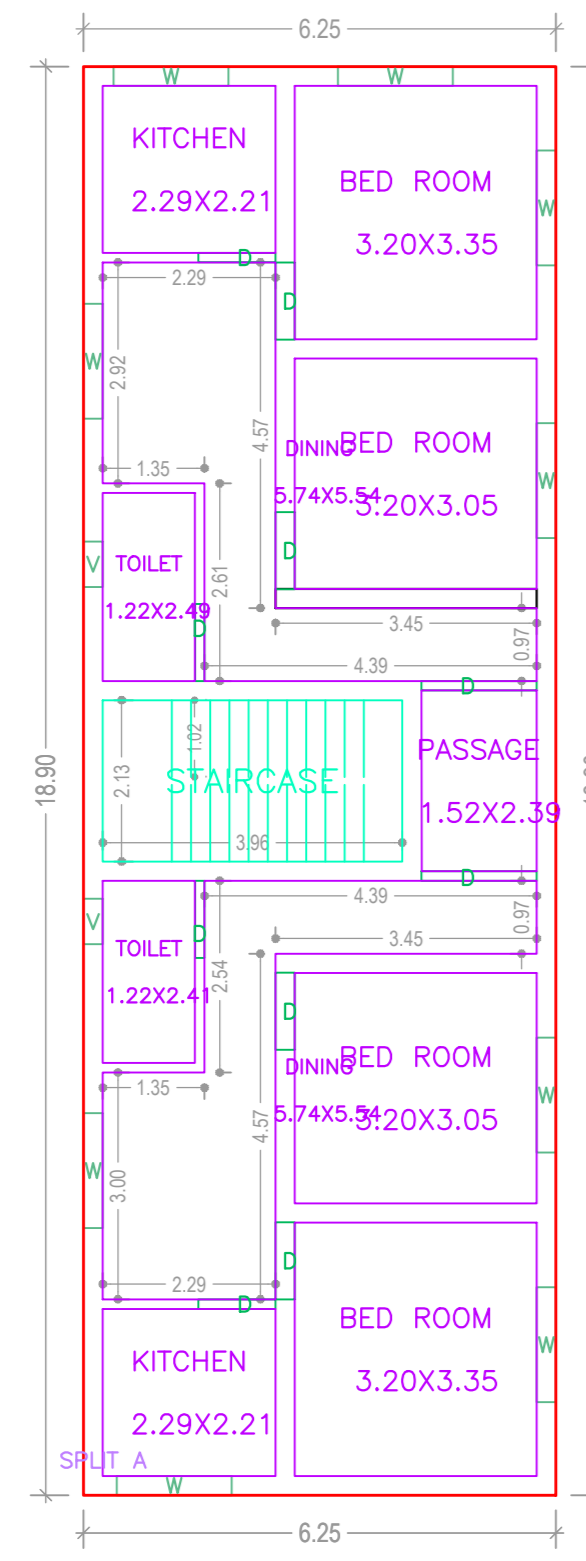 6.25
W
W
KITCHEN
2.29X2.21
BED ROOM
3.20X3.35
W
D
2.29
D
W
2.92
4.57
1.35
DINING
5.74X5.54
BED ROOM
3.20X3.05
W
D
V
TOILET
1.22X2.49
D
2.61
3.45
0.97
4.39
D
18.90
STAIRCASE
1.02
2.13
3.96
PASSAGE
1.52X2.39
D
4.39
0.97
3.45
V
TOILET
1.22X2.41
D
2.54
D
DINING
5.74X5.54
BED ROOM
3.20X3.05
W
1.35
W
3.00
4.57
2.29
D
D
KITCHEN
2.29X2.21
BED ROOM
3.20X3.35
W
SPLIT A
W
6.25